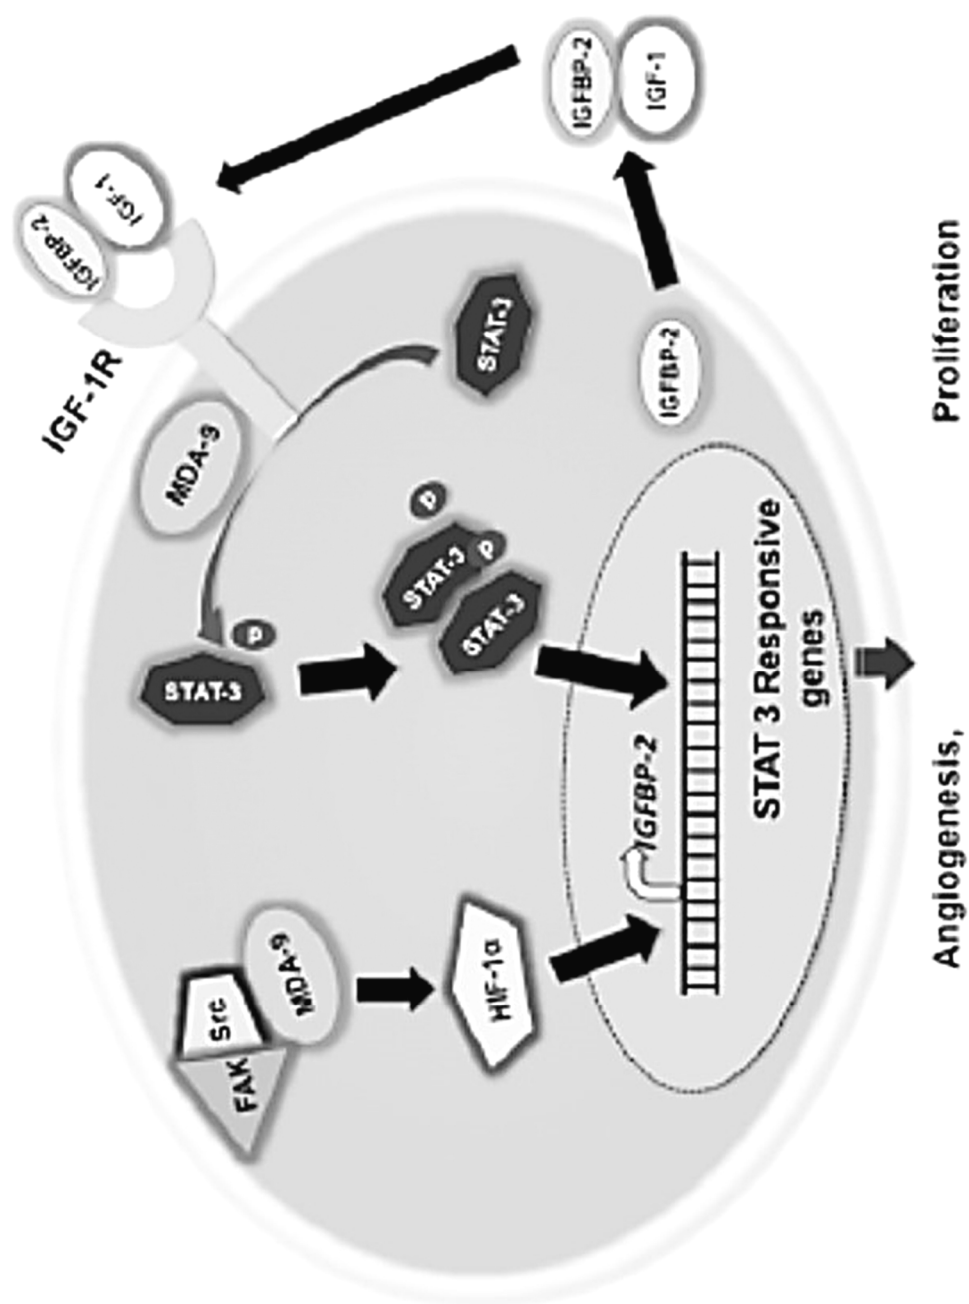 IGFBP-2
IGF-1
IGF-1R
MDA-9
STAT-3
P
FAK
Src
MDA-9
STAT-3
P
STAT-3
P
STAT-3
HIF-1α
IGFBP-2
IGF-1
IGFBP-2
IGFBP-2
STAT 3 Responsive
genes
Angiogenesis,
Proliferation